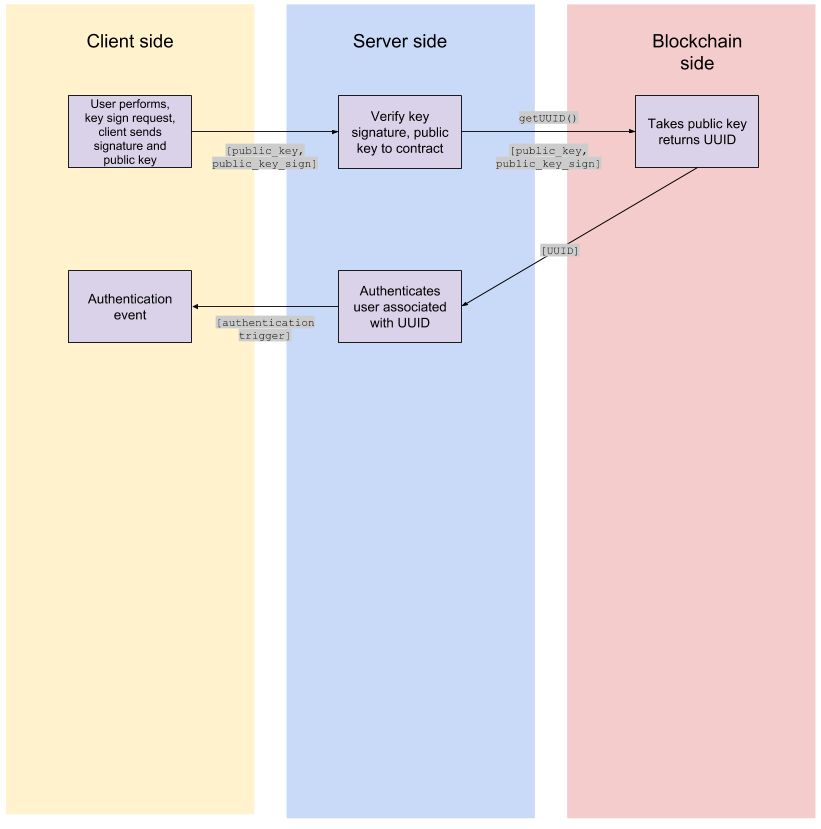 Client side
Server side
Blockchain
side
User performs,
key sign request,
client sends
signature and
public key
[public_key,
public_key_sign]
Verify key
signature, public
key to contract
getUUID()
[public_key,
public_key_sign]
Takes public key
returns UUID
[UUID]
Authenticates
user associated
with UUID
[authentication
trigger]
Authentication
event